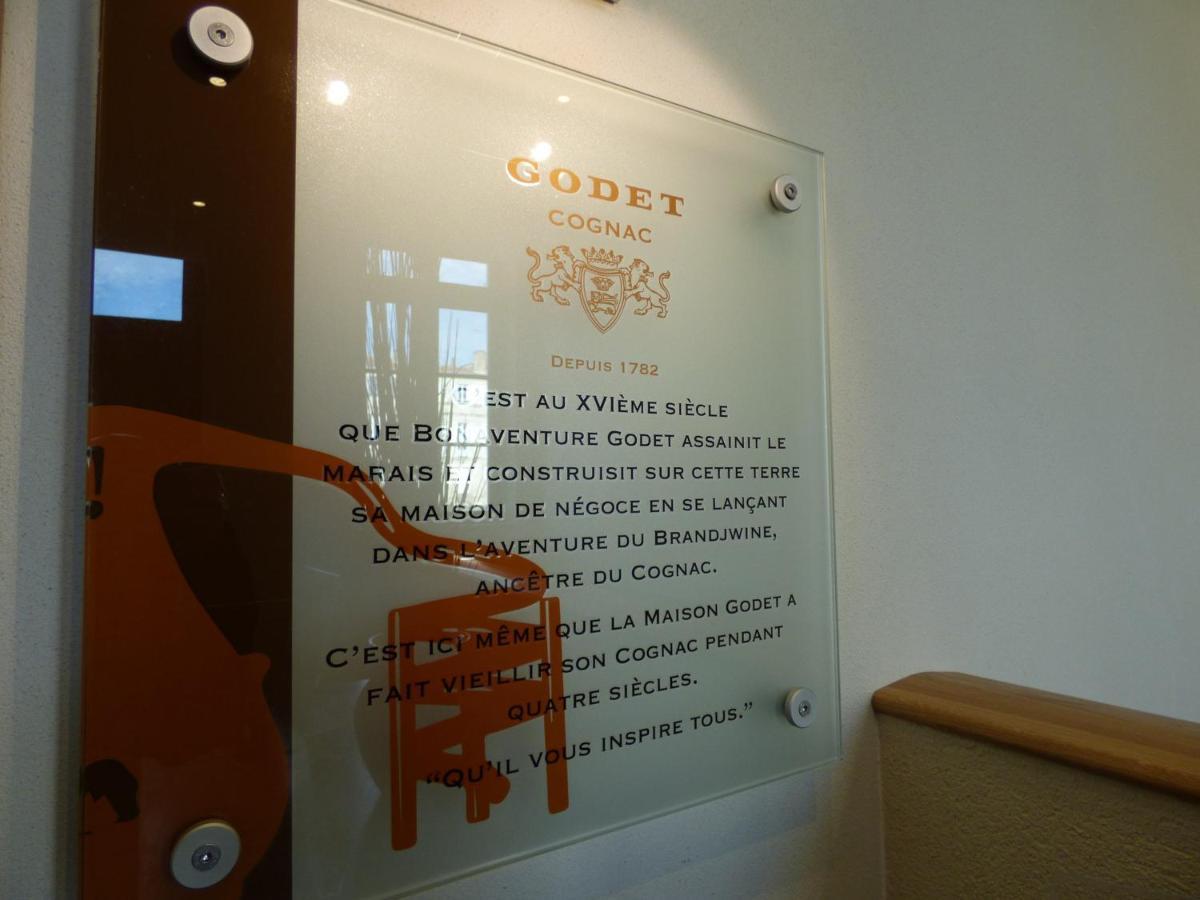 GODET
COGNAC
DEPUIS 1782
C'EST AU XVIÈME SIÈCLE
QUE BONAVENTURE GODET ASSAINIT LE
MARAIS ET CONSTRUISIT SUR CETTE TERRE
SA MAISON DE NÉGOCE EN SE LANÇANT
DANS L'AVENTURE DU BRANDJWINE,
ANCÊTRE DU COGNAC.
C'EST ICI MÊME QUE LA MAISON GODET A
FAIT VIEILLIR SON COGNAC PENDANT
QUATRE SIÈCLES.
"QU'IL VOUS INSPIRE TOUS."